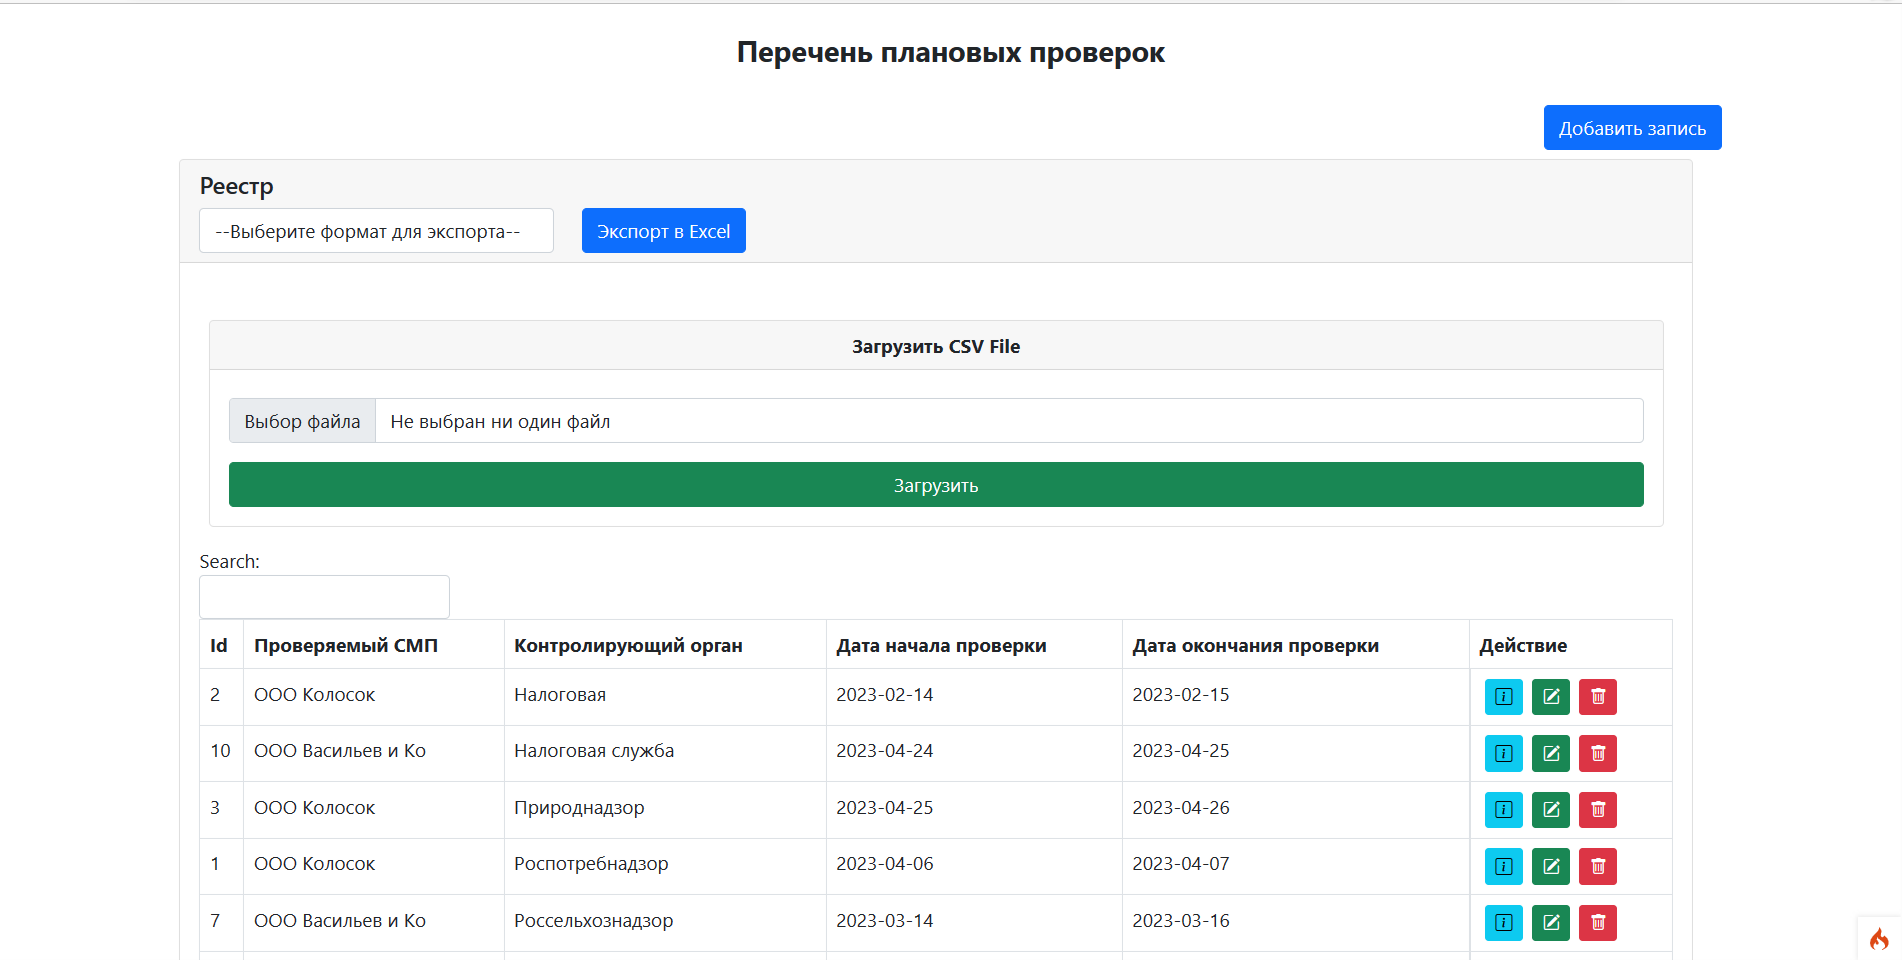 Перечень плановых проверок
Добавить запись
Реестр
--Выберите формат для экспорта-- Экспорт в Excel
Загрузить CSV File
Выбор файла Не выбран ни один файл
Загрузить
Search:
Id Проверяемый СМП Контролирующий орган Дата начала проверки Дата окончания проверки Действие
2 ООО Колосок Налоговая 2023-02-14 2023-02-15
10 ООО Васильев и Ко Налоговая служба 2023-04-24 2023-04-25
3 ООО Колосок Природнадзор 2023-04-25 2023-04-26
1 ООО Колосок Роспотребнадзор 2023-04-06 2023-04-07
7 ООО Васильев и Ко Россельхознадзор 2023-03-14 2023-03-16